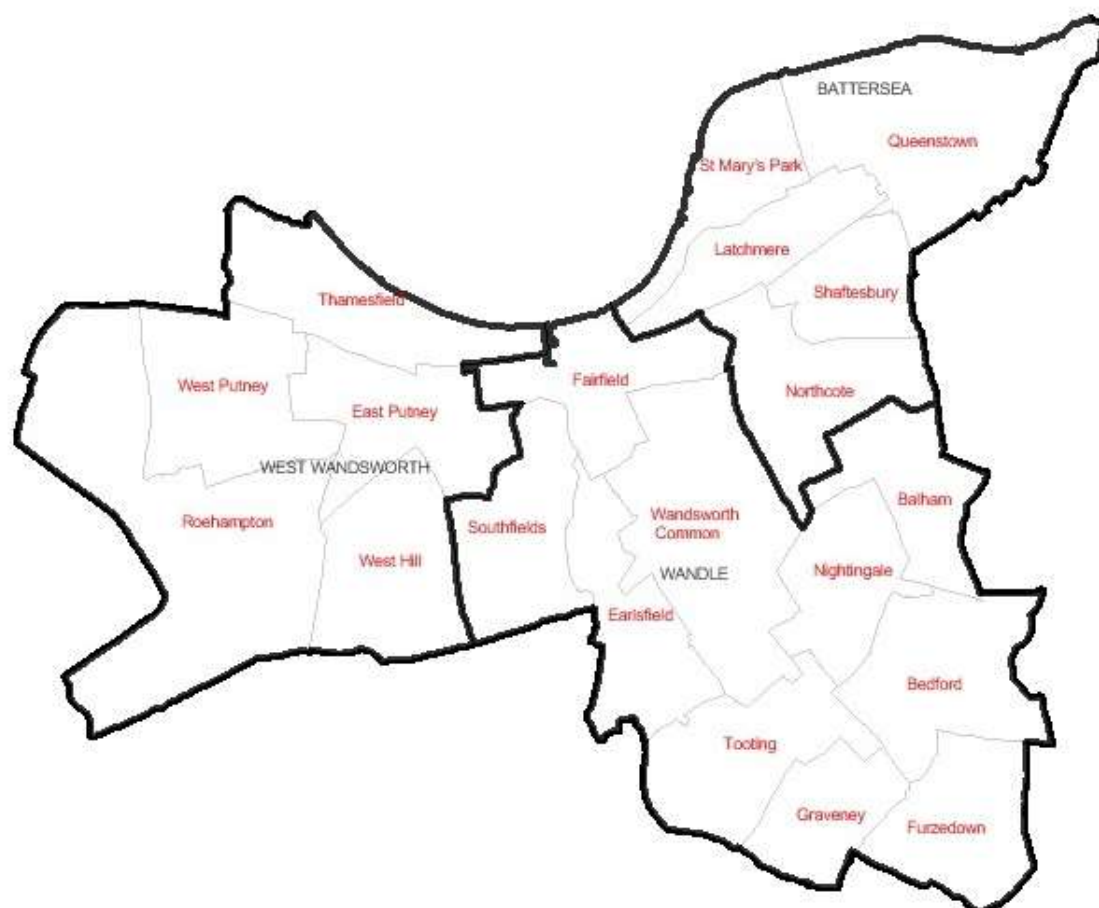 BATTERSEA
Queenstown
St Mary's Park
Latchmere
Shaftesbury
Thamesfield
Fairfield
West Putney
East Putney
Northcote
WEST WANDSWORTH
Balham
Roehampton
Southfields
Wandsworth
Common
West Hill
WANDLE
Nightingale
Earlsfield
Bedford
Tooting
Graveney
Furzedown